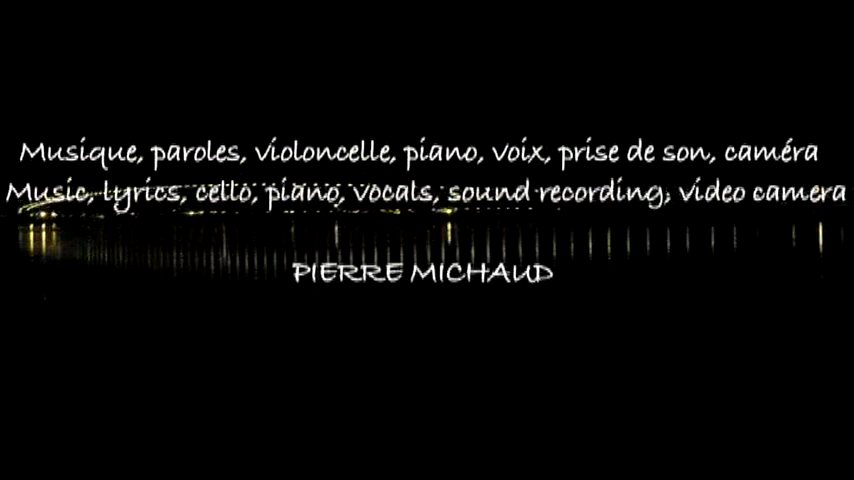 Musique, paroles, violoncelle, piano, voix, prise de son, caméra
Music, lyrics, cello, piano, vocals, sound recording, video camera
PIERRE MICHAUD